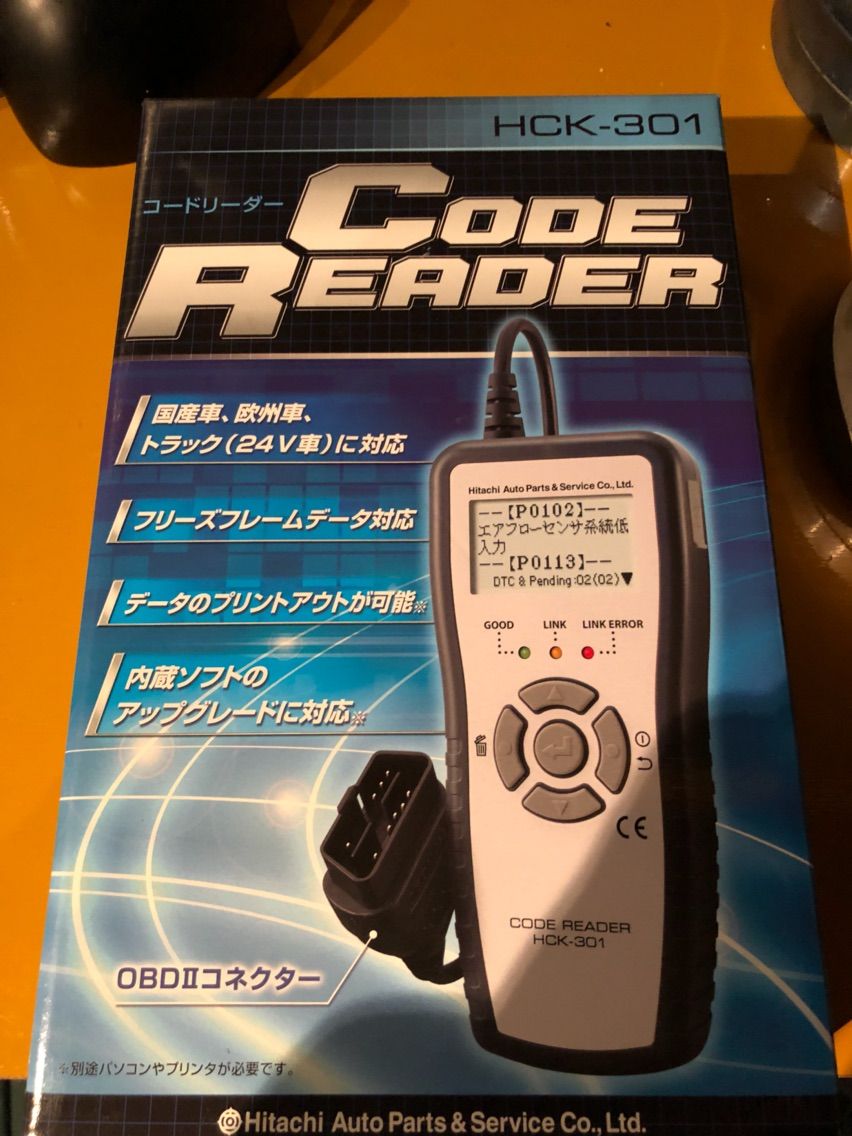 HCK-301
コードリーダー
CODE
READER
国産車、欧州車、
トラック(24V車)に対応
フリーズフレームデータ対応
データのプリントアウトが可能※
内蔵ソフトの
アップグレードに対応※
Hitachi Auto Parts & Service Co., Ltd.
--【P0102】--
エアフローセンサ系統低
入力
--【P0113】--
DTC & Pending:02(02)▼
GOOD LINK LINK ERROR
CE
CODE READER
HCK-301
OBDⅡコネクター
※別途パソコンやプリンタが必要です。
Hitachi Auto Parts & Service Co., Ltd.